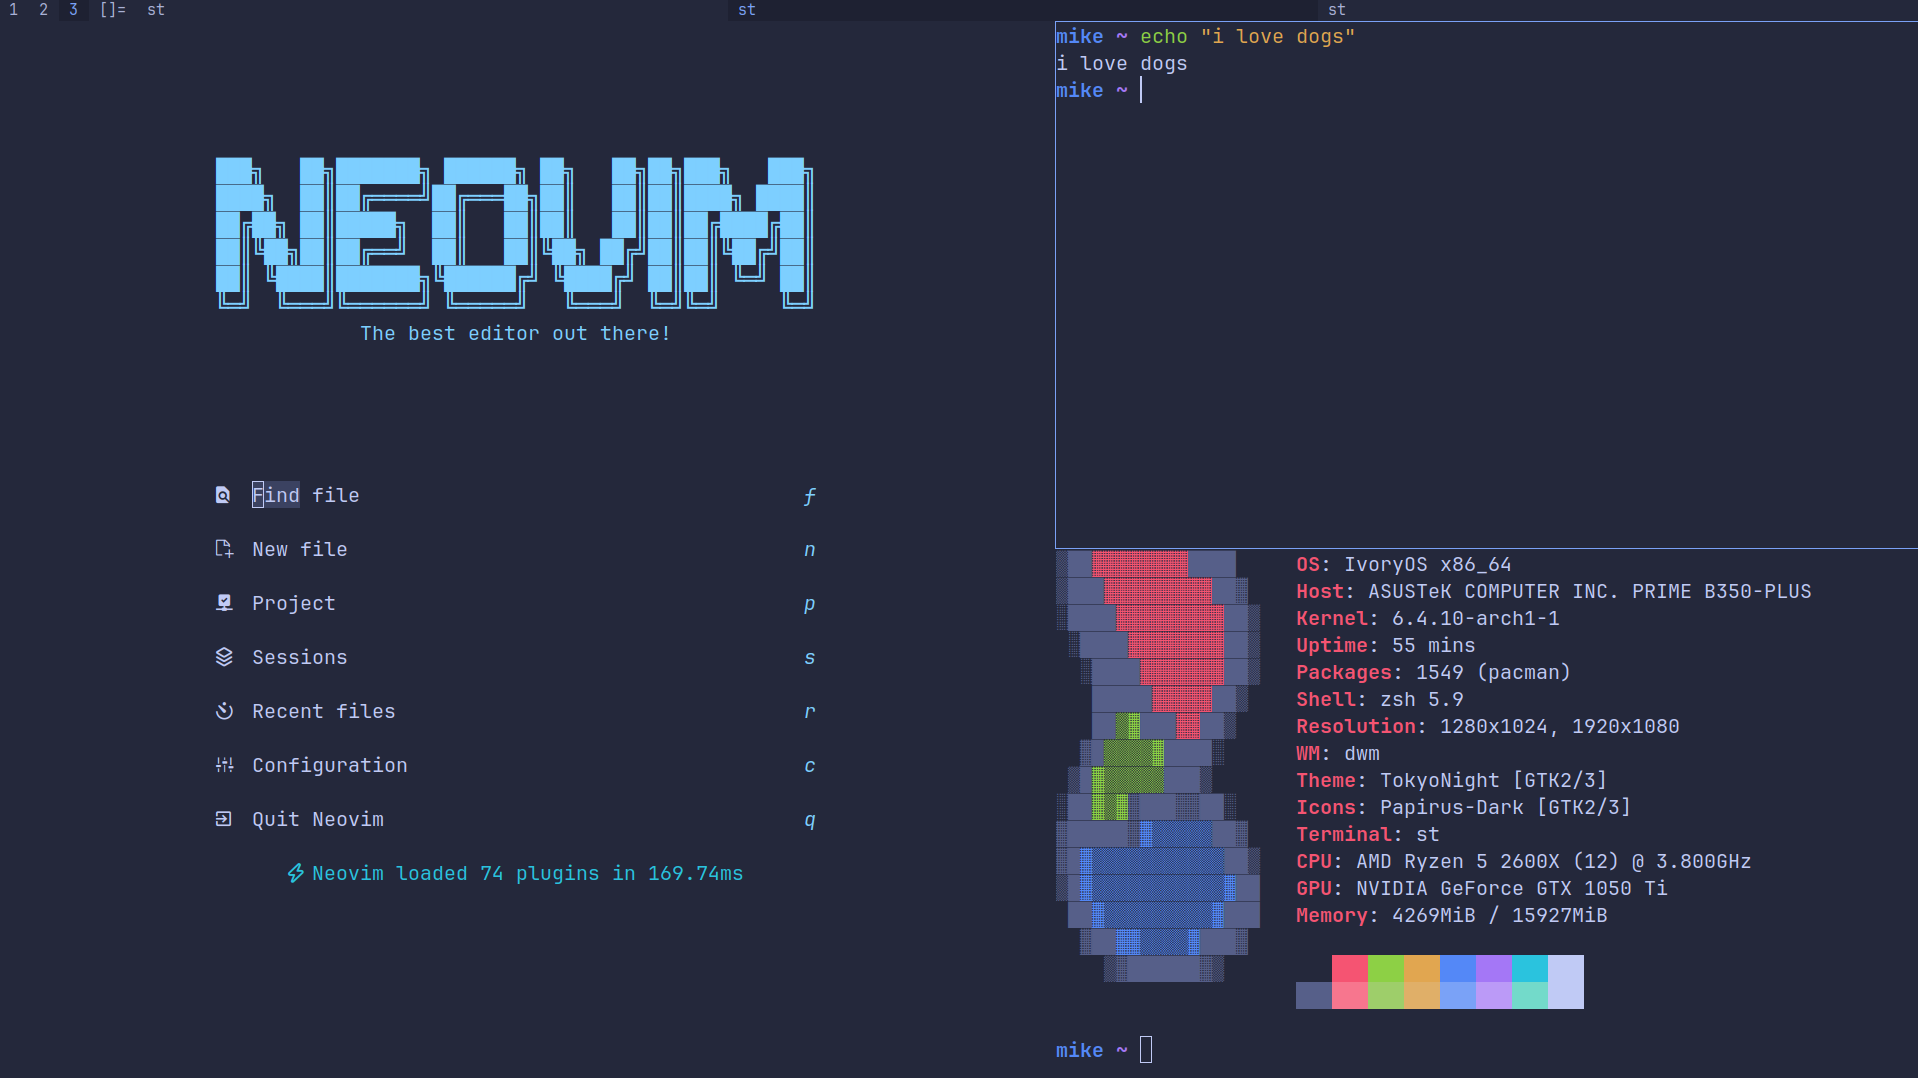 1 2 3 []= st st st
NEOVIM
The best editor out there!
Find file f
New file n
Project p
Sessions s
Recent files r
Configuration c
Quit Neovim q
Neovim loaded 74 plugins in 169.74ms
mike ~ echo "i love dogs"
i love dogs
mike ~
OS: IvoryOS x86_64
Host: ASUSTeK COMPUTER INC. PRIME B350-PLUS
Kernel: 6.4.10-arch1-1
Uptime: 55 mins
Packages: 1549 (pacman)
Shell: zsh 5.9
Resolution: 1280x1024, 1920x1080
WM: dwm
Theme: TokyoNight [GTK2/3]
Icons: Papirus-Dark [GTK2/3]
Terminal: st
CPU: AMD Ryzen 5 2600X (12) @ 3.800GHz
GPU: NVIDIA GeForce GTX 1050 Ti
Memory: 4269MiB / 15927MiB
mike ~